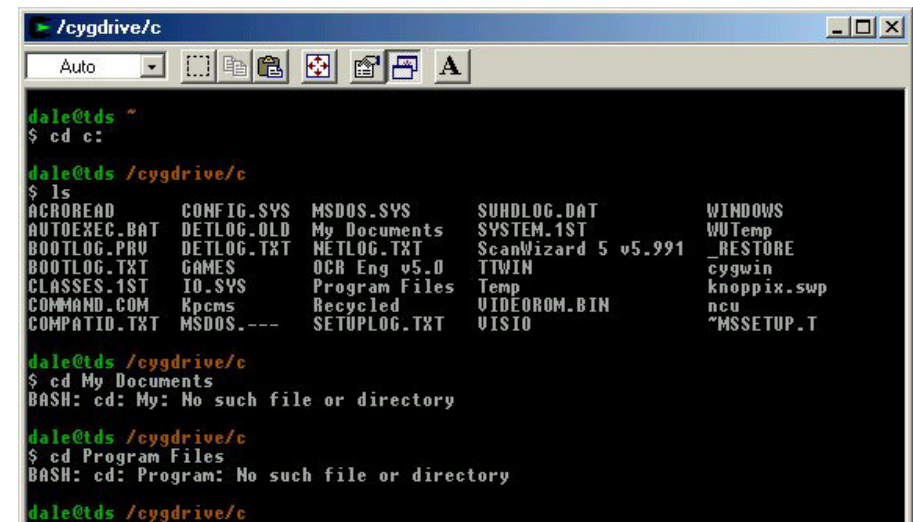 /cygdrive/c
Auto
A
dale@tds ~
$ cd c:
dale@tds /cygdrive/c
$ ls
ACROREAD CONFIG.SYS MSDOS.SYS SUHDLOG.DAT WINDOWS
AUTOEXEC.BAT DETLOG.OLD My Documents SYSTEM.1ST WUTemp
BOOTLOG.PRV DETLOG.TXT NETLOG.TXT ScanWizard 5 v5.991 _RESTORE
BOOTLOG.TXT GAMES OCR Eng v5.0 TTWIN cygwin
CLASSES.1ST IO.SYS Program Files Temp knoppix.swp
COMMAND.COM Kpcms Recycled VIDEOROM.BIN ncu
COMPATID.TXT MSDOS.--- SETUPLOG.TXT VISIO ~MSSETUP.T
dale@tds /cygdrive/c
$ cd My Documents
BASH: cd: My: No such file or directory
dale@tds /cygdrive/c
$ cd Program Files
BASH: cd: Program: No such file or directory
dale@tds /cygdrive/c